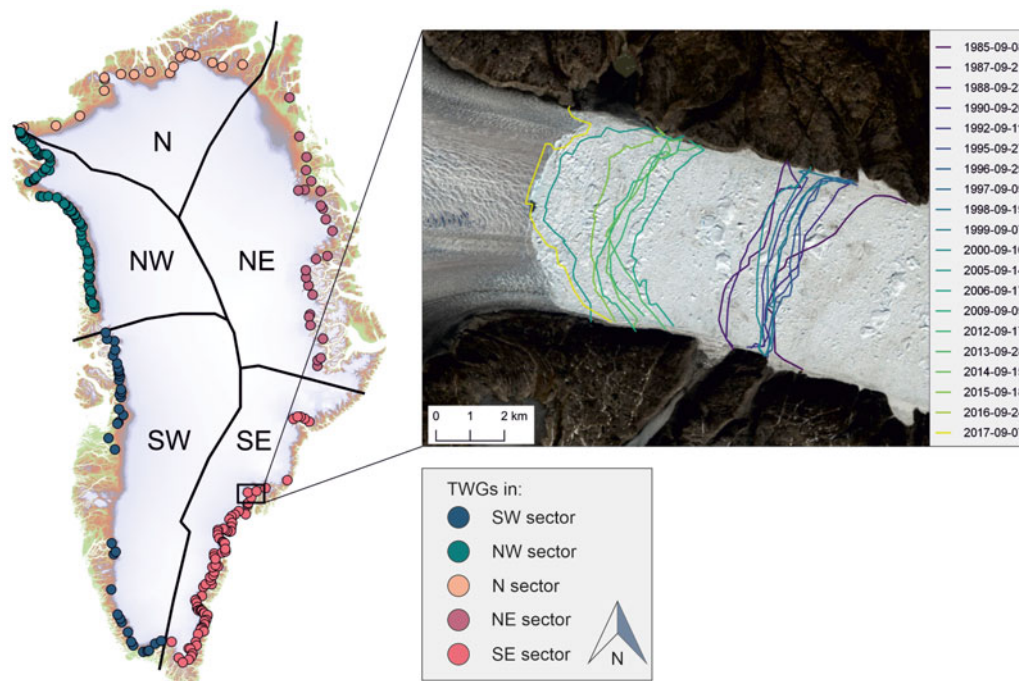 N
NW
NE
SW
SE
1985-09-0
1987-09-2
1988-09-2
1990-09-2
1992-09-1
1995-09-2
1996-09-2
1997-09-0
1998-09-1
1999-09-0
2000-09-1
2005-09-1
2006-09-1
2009-09-0
2012-09-1
2013-09-2
2014-09-1
2015-09-1
2016-09-2
2017-09-0
0 1 2 km
TWGs in:
SW sector
NW sector
N sector
NE sector
SE sector
N